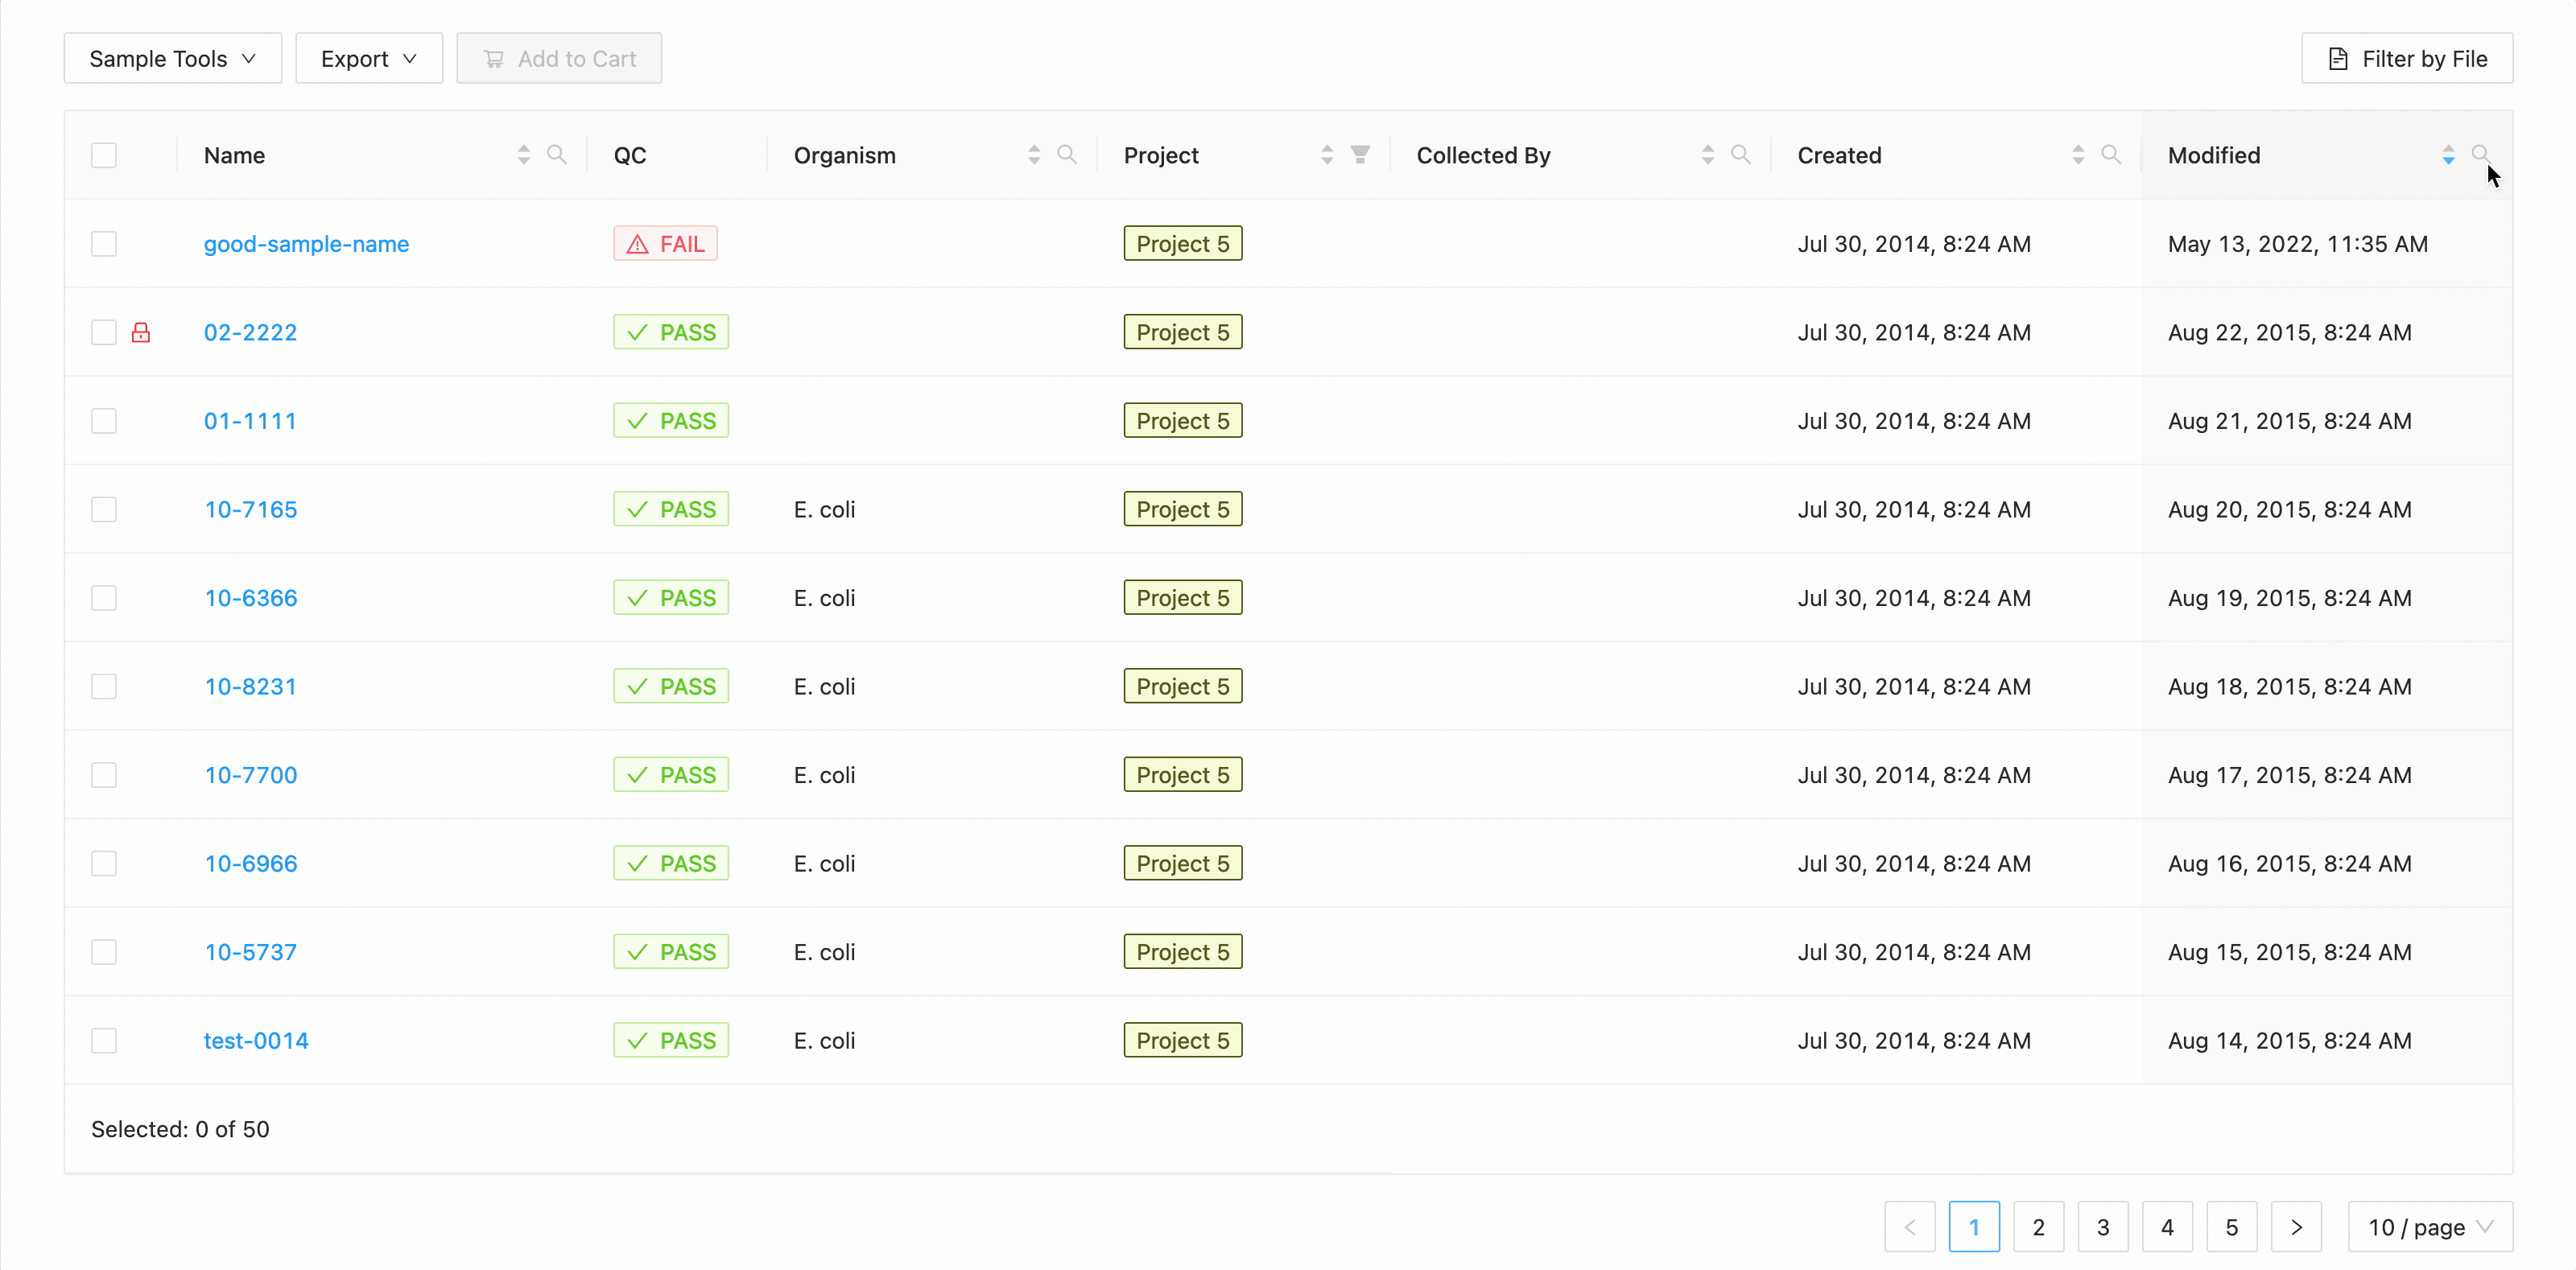 Sample Tools Export Add to Cart Filter by File
Name QC Organism Project Collected By Created Modified
good-sample-name FAIL Project 5 Jul 30, 2014, 8:24 AM May 13, 2022, 11:35 AM
02-2222 PASS Project 5 Jul 30, 2014, 8:24 AM Aug 22, 2015, 8:24 AM
01-1111 PASS Project 5 Jul 30, 2014, 8:24 AM Aug 21, 2015, 8:24 AM
10-7165 PASS E. coli Project 5 Jul 30, 2014, 8:24 AM Aug 20, 2015, 8:24 AM
10-6366 PASS E. coli Project 5 Jul 30, 2014, 8:24 AM Aug 19, 2015, 8:24 AM
10-8231 PASS E. coli Project 5 Jul 30, 2014, 8:24 AM Aug 18, 2015, 8:24 AM
10-7700 PASS E. coli Project 5 Jul 30, 2014, 8:24 AM Aug 17, 2015, 8:24 AM
10-6966 PASS E. coli Project 5 Jul 30, 2014, 8:24 AM Aug 16, 2015, 8:24 AM
10-5737 PASS E. coli Project 5 Jul 30, 2014, 8:24 AM Aug 15, 2015, 8:24 AM
test-0014 PASS E. coli Project 5 Jul 30, 2014, 8:24 AM Aug 14, 2015, 8:24 AM
Selected: 0 of 50
< 1 2 3 4 5 > 10 / page